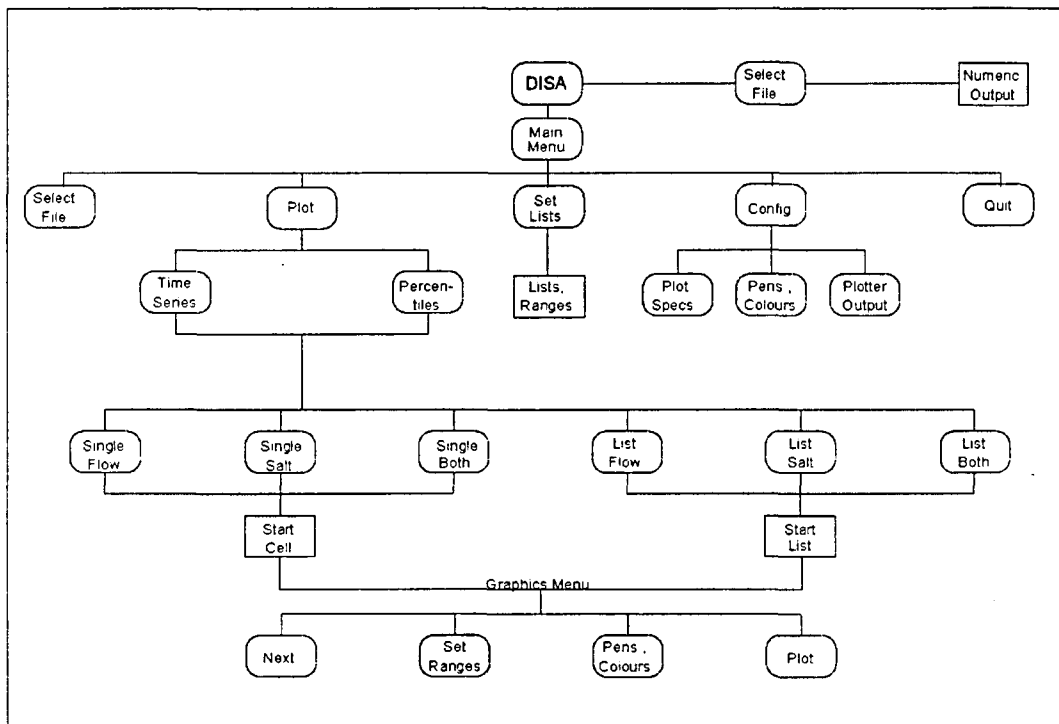 DISA
Select
File
Numeric
Output
Main
Menu
Select
File
Plot
Set
Lists
Config
Quit
Time
Series
Percen-
tiles
Lists,
Ranges
Plot
Specs
Pens,
Colours
Plotter
Output
Single
Flow
Single
Salt
Single
Both
List
Flow
List
Salt
List
Both
Start
Cell
Start
List
Graphics Menu
Next
Set
Ranges
Pens,
Colours
Plot